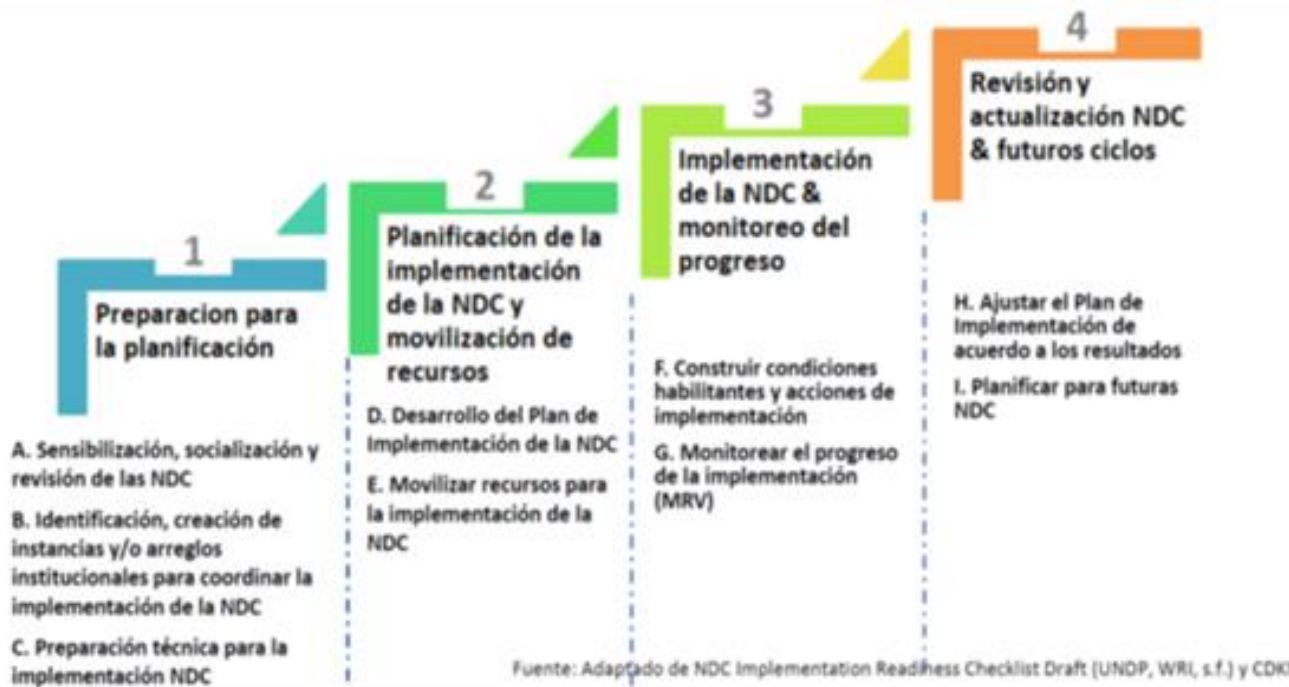 1
Preparacion para
la planificación
A. Sensibilización, socialización y
revisión de las NDC
B. Identificación, creación de
instancias y/o arreglos
institucionales para coordinar la
implementación de la NDC
C. Preparación técnica para la
implementación NDC
2
Planificación de la
implementación
de la NDC y
movilización de
recursos
D. Desarrollo del Plan de
Implementación de la NDC
E. Movilizar recursos para
la implementación de la
NDC
3
Implementación
de la NDC &
monitoreo del
progreso
F. Construir condiciones
habilitantes y acciones de
implementación
G. Monitorear el progreso
de la implementación
(MRV)
4
Revisión y
actualización NDC
& futuros ciclos
H. Ajustar el Plan de
Implementación de
acuerdo a los resultados
I. Planificar para futuras
NDC
Fuente: Adaptado de NDC Implementation Readiness Checklist Draft (UNDP, WRI, s.f.) y